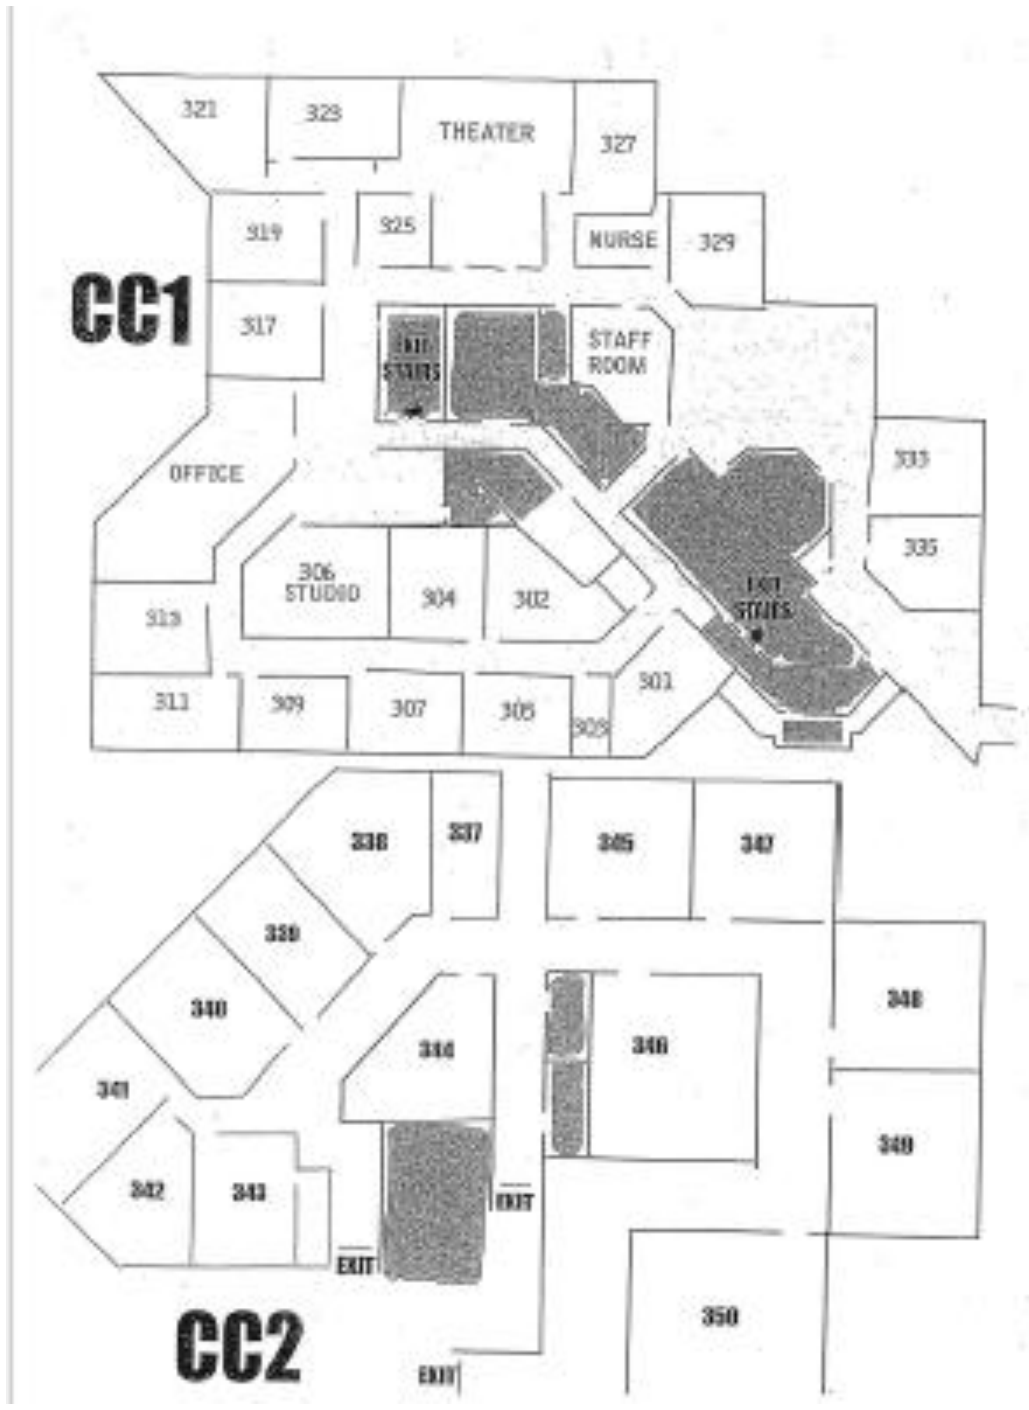 321
323
THEATER
327
319
325
NURSE
329
CC1
317
EXIT
STAIRS
STAFF
ROOM
OFFICE
333
306
STUDIO
304
302
335
EXIT
STAIRS
313
311
309
307
305
303
301
338
337
345
347
339
340
344
346
348
341
342
343
349
EXIT
EXIT
CC2
350
EXIT